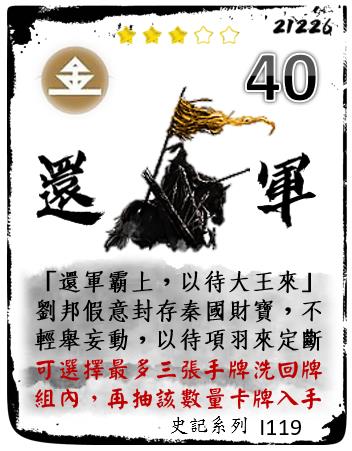 21226
金
40
還軍
「還軍霸上，以待大王來」
劉邦假意封存秦國財寶，不
輕舉妄動，以待項羽來定斷
可選擇最多三張手牌洗回牌
組內，再抽該數量卡牌入手
史記系列 I119